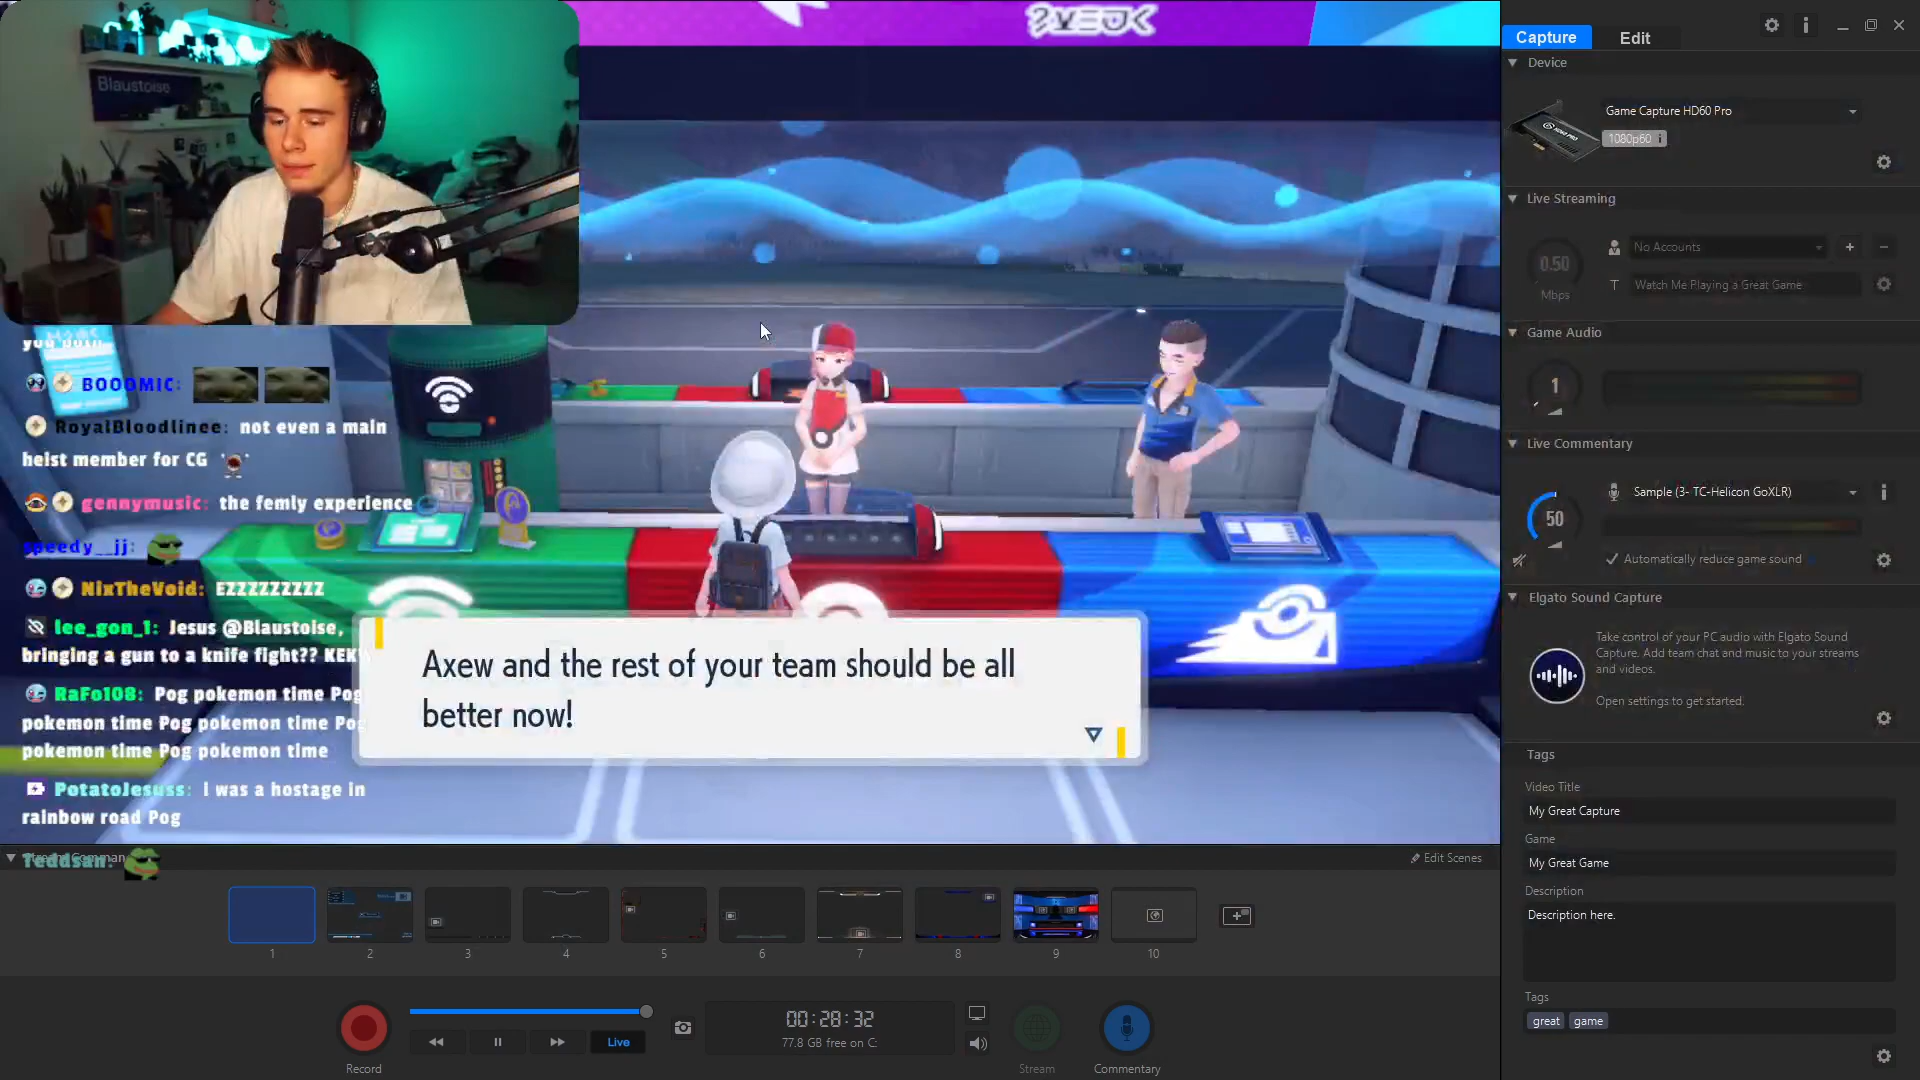 Blaustoise
Capture
Edit
Device
Game Capture HD60 Pro
1080p60 i
Live Streaming
No Accounts
0.50
Mbps
T Watch Me Playing a Great Game
Game Audio
1
Live Commentary
Sample (3- TC-Helicon GoXLR)
50
Automatically reduce game sound
Elgato Sound Capture
Take control of your PC audio with Elgato Sound
Capture. Add team chat and music to your streams
and videos.
Open settings to get started.
Tags
Video Title
My Great Capture
Game
My Great Game
Description
Description here.
Tags
great game
you both
BOOOMIC:
RoyalBloodlinee: not even a main
heist member for CG
gennymusic: the femly experience
speedy__jj:
NixTheVoid: EZZZZZZZZZ
lee_gon_1: Jesus @Blaustoise,
bringing a gun to a knife fight?? KEKW
RaFo108: Pog pokemon time Pog
pokemon time Pog pokemon time Pog
pokemon time Pog pokemon time
PotatoJesuss: I was a hostage in
rainbow road Pog
Teddsan:
Axew and the rest of your team should be all
better now!
Edit Scenes
1 2 3 4 5 6 7 8 9 10
Record
Live
00:28:32
77.8 GB free on C:
Stream
Commentary